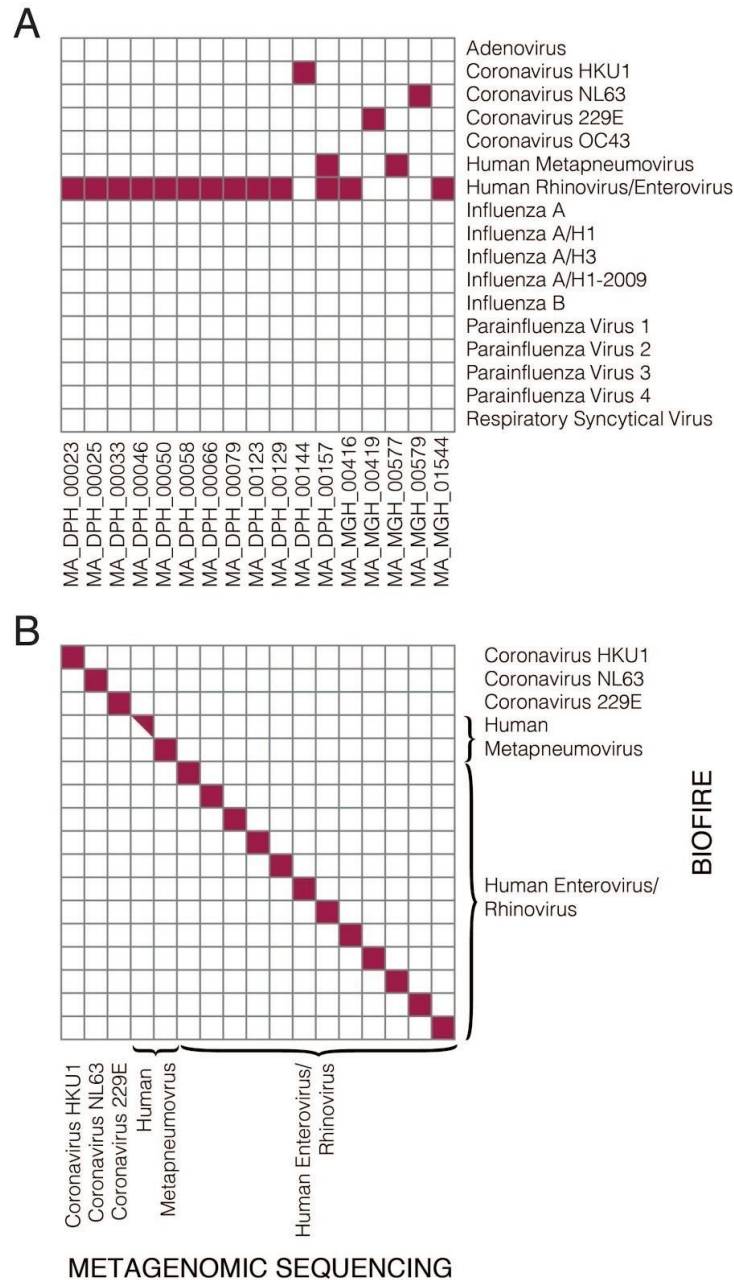 A
Adenovirus
Coronavirus HKU1
Coronavirus NL63
Coronavirus 229E
Coronavirus OC43
Human Metapneumovirus
Human Rhinovirus/Enterovirus
Influenza A
Influenza A/H1
Influenza A/H3
Influenza A/H1-2009
Influenza B
Parainfluenza Virus 1
Parainfluenza Virus 2
Parainfluenza Virus 3
Parainfluenza Virus 4
Respiratory Syncytical Virus
MA_DPH_00023
MA_DPH_00025
MA_DPH_00033
MA_DPH_00046
MA_DPH_00050
MA_DPH_00058
MA_DPH_00066
MA_DPH_00079
MA_DPH_00123
MA_DPH_00129
MA_DPH_00144
MA_DPH_00157
MA_MGH_00416
MA_MGH_00419
MA_MGH_00577
MA_MGH_00579
MA_MGH_01544
B
Coronavirus HKU1
Coronavirus NL63
Coronavirus 229E
Human
Metapneumovirus
Human Enterovirus/
Rhinovirus
BIOFIRE
Coronavirus HKU1
Coronavirus NL63
Coronavirus 229E
Human
Metapneumovrus
Human Enterovirus/
Rhinovirus
METAGENOMIC SEQUENCING